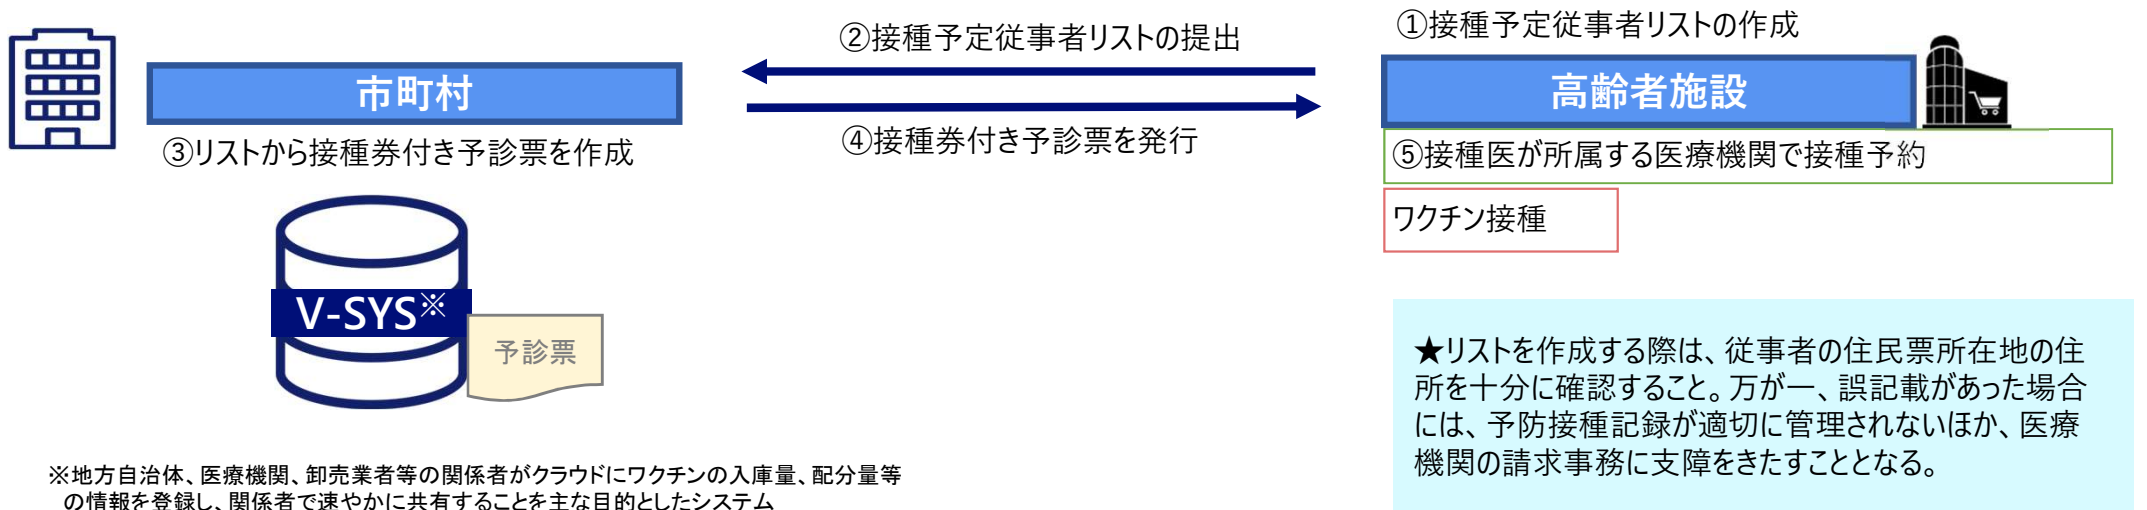 ①接種予定従事者リストの作成
②接種予定従事者リストの提出
市町村
高齢者施設
④接種券付き予診票を発行
③リストから接種券付き予診票を作成
⑤接種医が所属する医療機関で接種予約
ワクチン接種
V-SYS※
予診票
★リストを作成する際は、従事者の住民票所在地の住
所を十分に確認すること。万が一、誤記載があった場合
には、予防接種記録が適切に管理されないほか、医療
機関の請求事務に支障をきたすこととなる。
※地方自治体、医療機関、卸売業者等の関係者がクラウドにワクチンの入庫量、配分量等
の情報を登録し、関係者で速やかに共有することを主な目的としたシステム